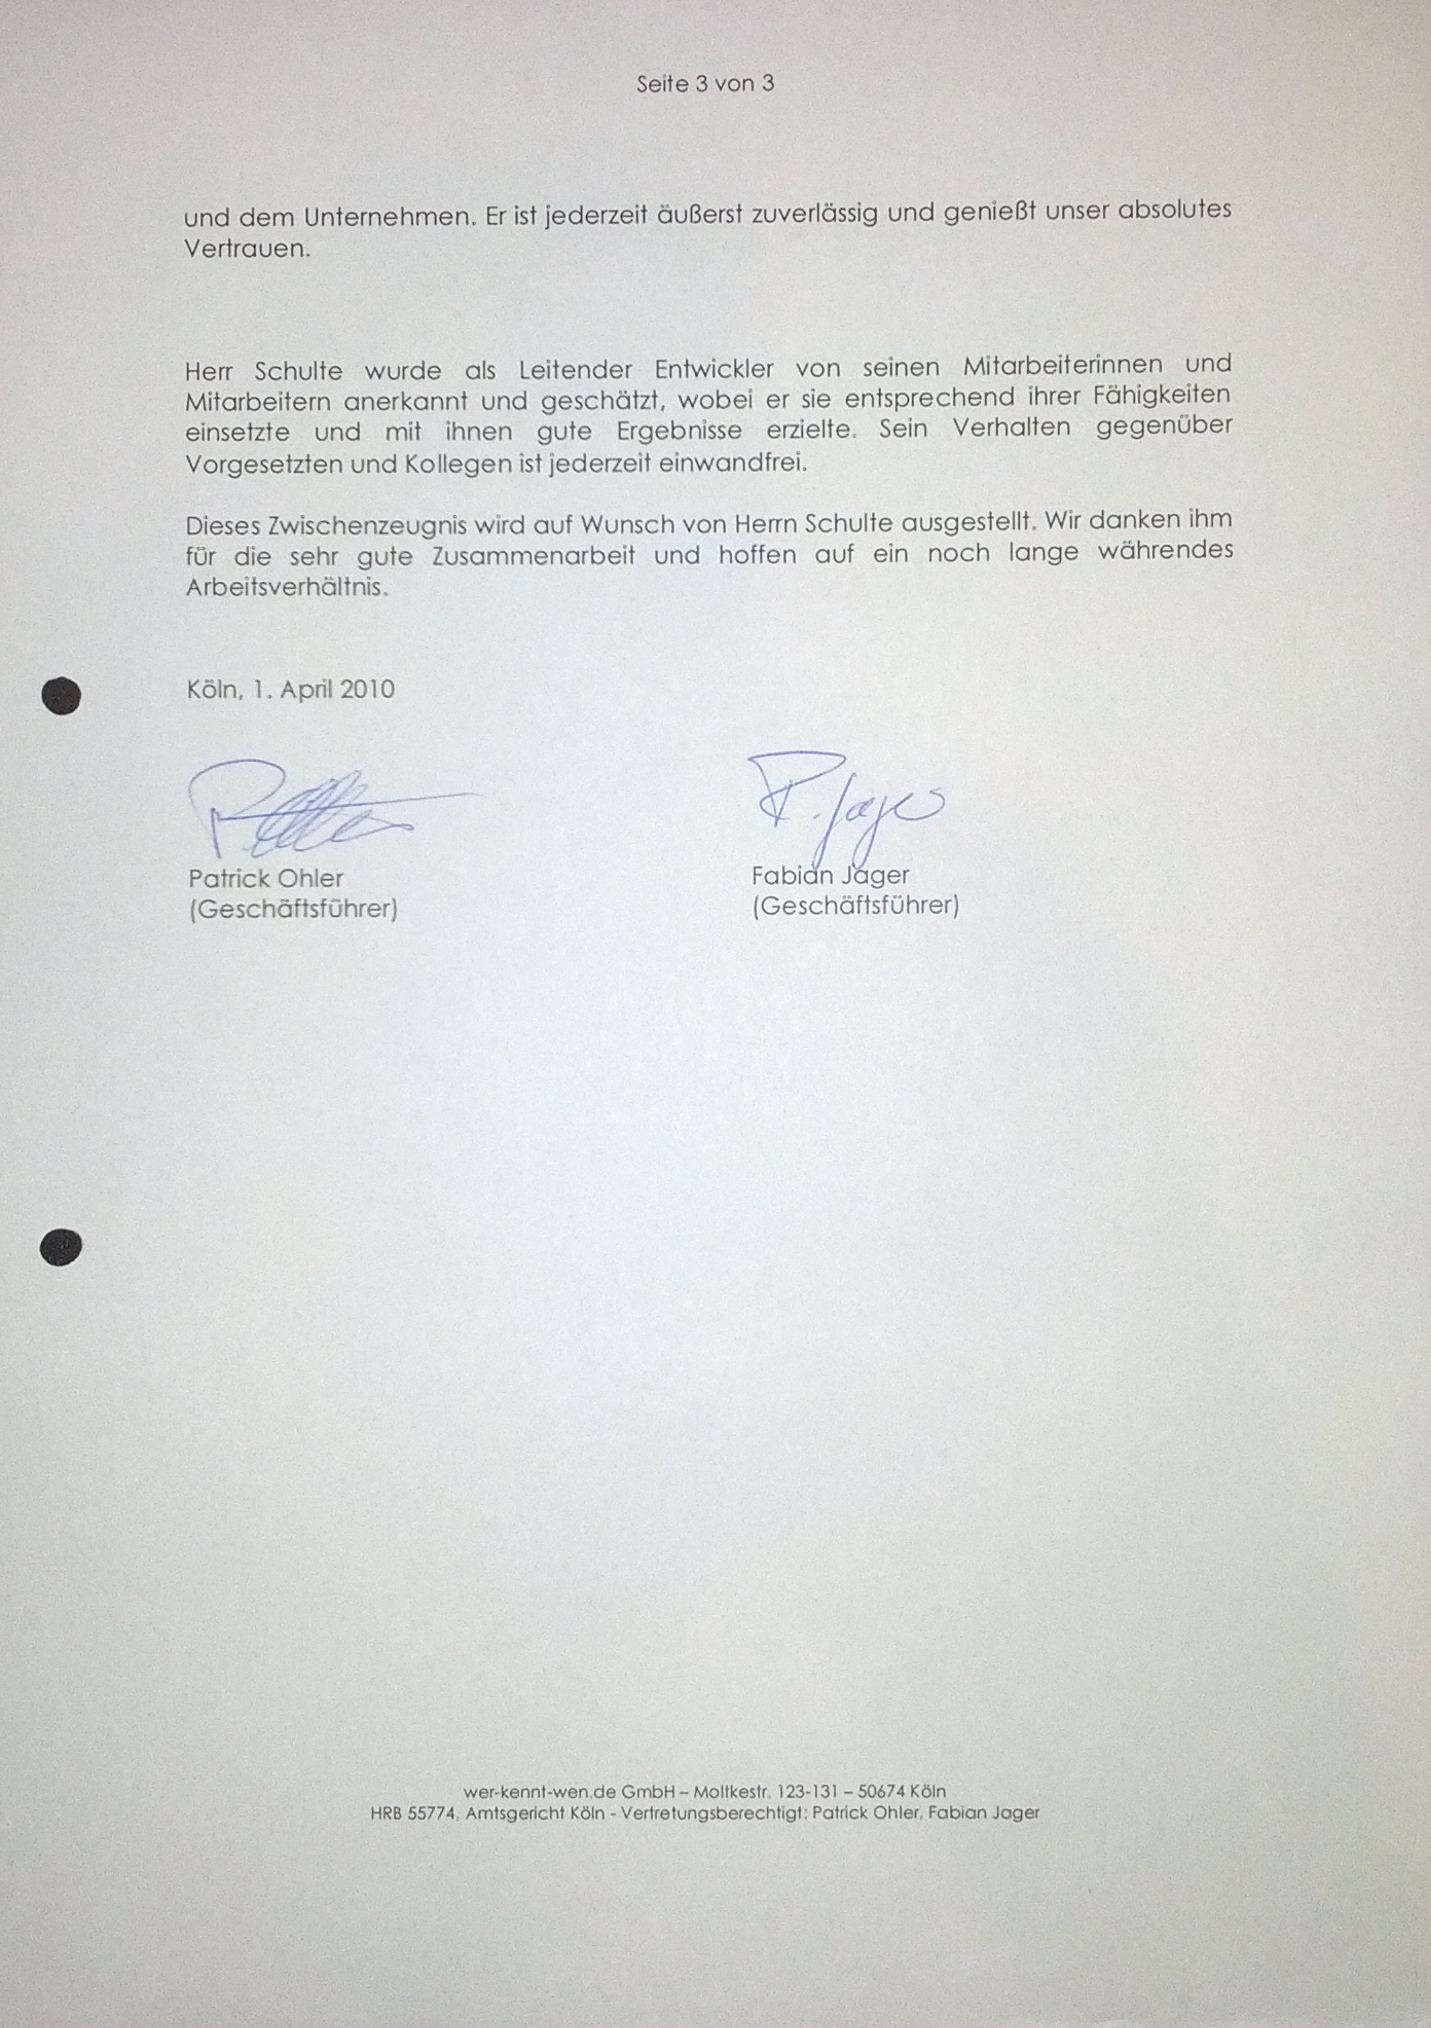 Seite 3 von 3
und dem Unternehmen. Er ist jederzeit äußerst zuverlässig und genießt unser absolutes
Vertrauen.
Herr Schulte wurde als Leitender Entwickler von seinen Mitarbeiterinnen und
Mitarbeitern anerkannt und geschätzt, wobei er sie entsprechend ihrer Fähigkeiten
einsetzte und mit ihnen gute Ergebnisse erzielte. Sein Verhalten gegenüber
Vorgesetzten und Kollegen ist jederzeit einwandfrei.
Dieses Zwischenzeugnis wird auf Wunsch von Herrn Schulte ausgestellt. Wir danken ihm
für die sehr gute Zusammenarbeit und hoffen auf ein noch lange währendes
Arbeitsverhältnis.
Köln, 1. April 2010
F. Jager
Patrick Ohler Fabian Jager
(Geschäftsführer) (Geschäftsführer)
wer-kennt-wen.de GmbH – Moltkestr. 123-131 – 50674 Köln
HRB 55774, Amtsgericht Köln - Vertretungsberechtigt: Patrick Ohler, Fabian Jager